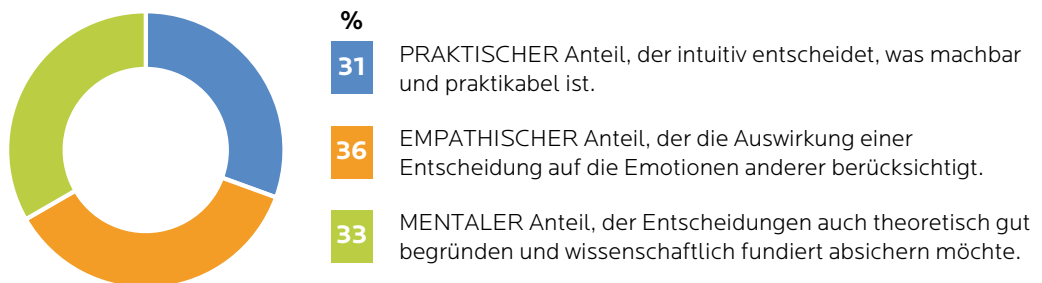 %
31 PRAKTISCHER Anteil, der intuitiv entscheidet, was machbar
und praktikabel ist.
36 EMPATHISCHER Anteil, der die Auswirkung einer
Entscheidung auf die Emotionen anderer berücksichtigt.
33 MENTALER Anteil, der Entscheidungen auch theoretisch gut
begründen und wissenschaftlich fundiert absichern möchte.